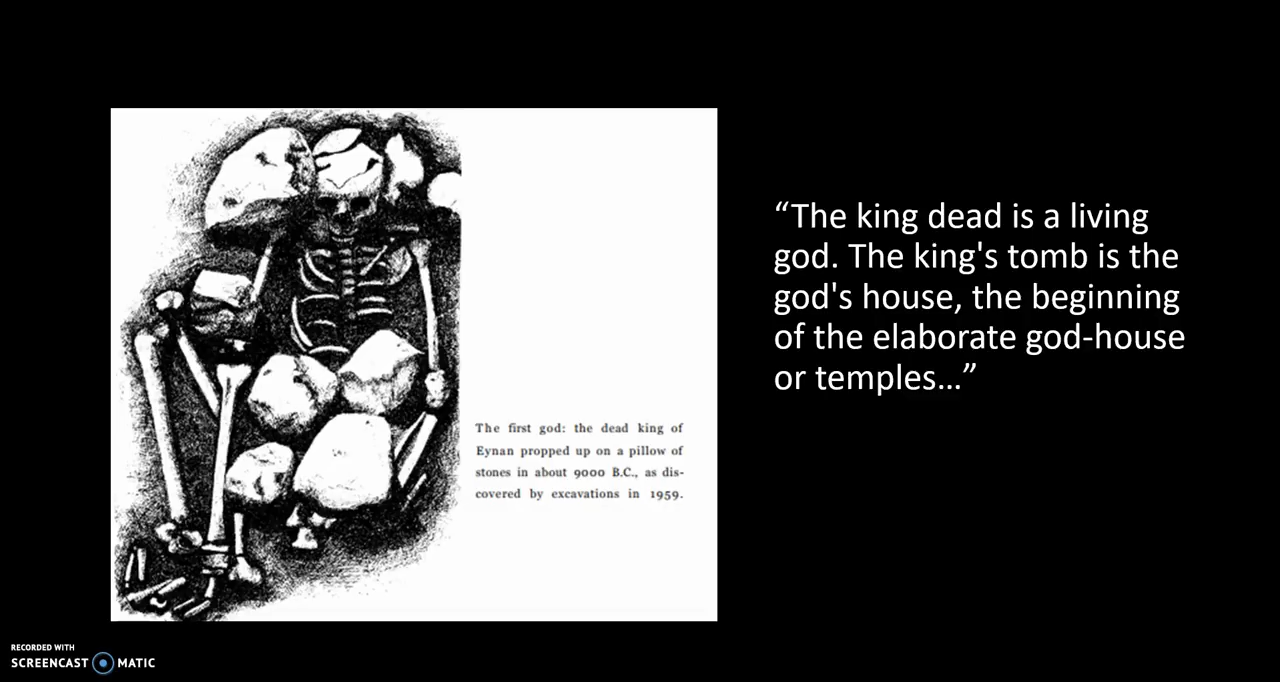 “The king dead is a living
god. The king's tomb is the
god's house, the beginning
of the elaborate god-house
or temples...”
The first god: the dead king of
Eynan propped up on a pillow of
stones in about 9000 B.C., as dis-
covered by excavations in 1959.
RECORDED WITH
SCREENCAST MATIC